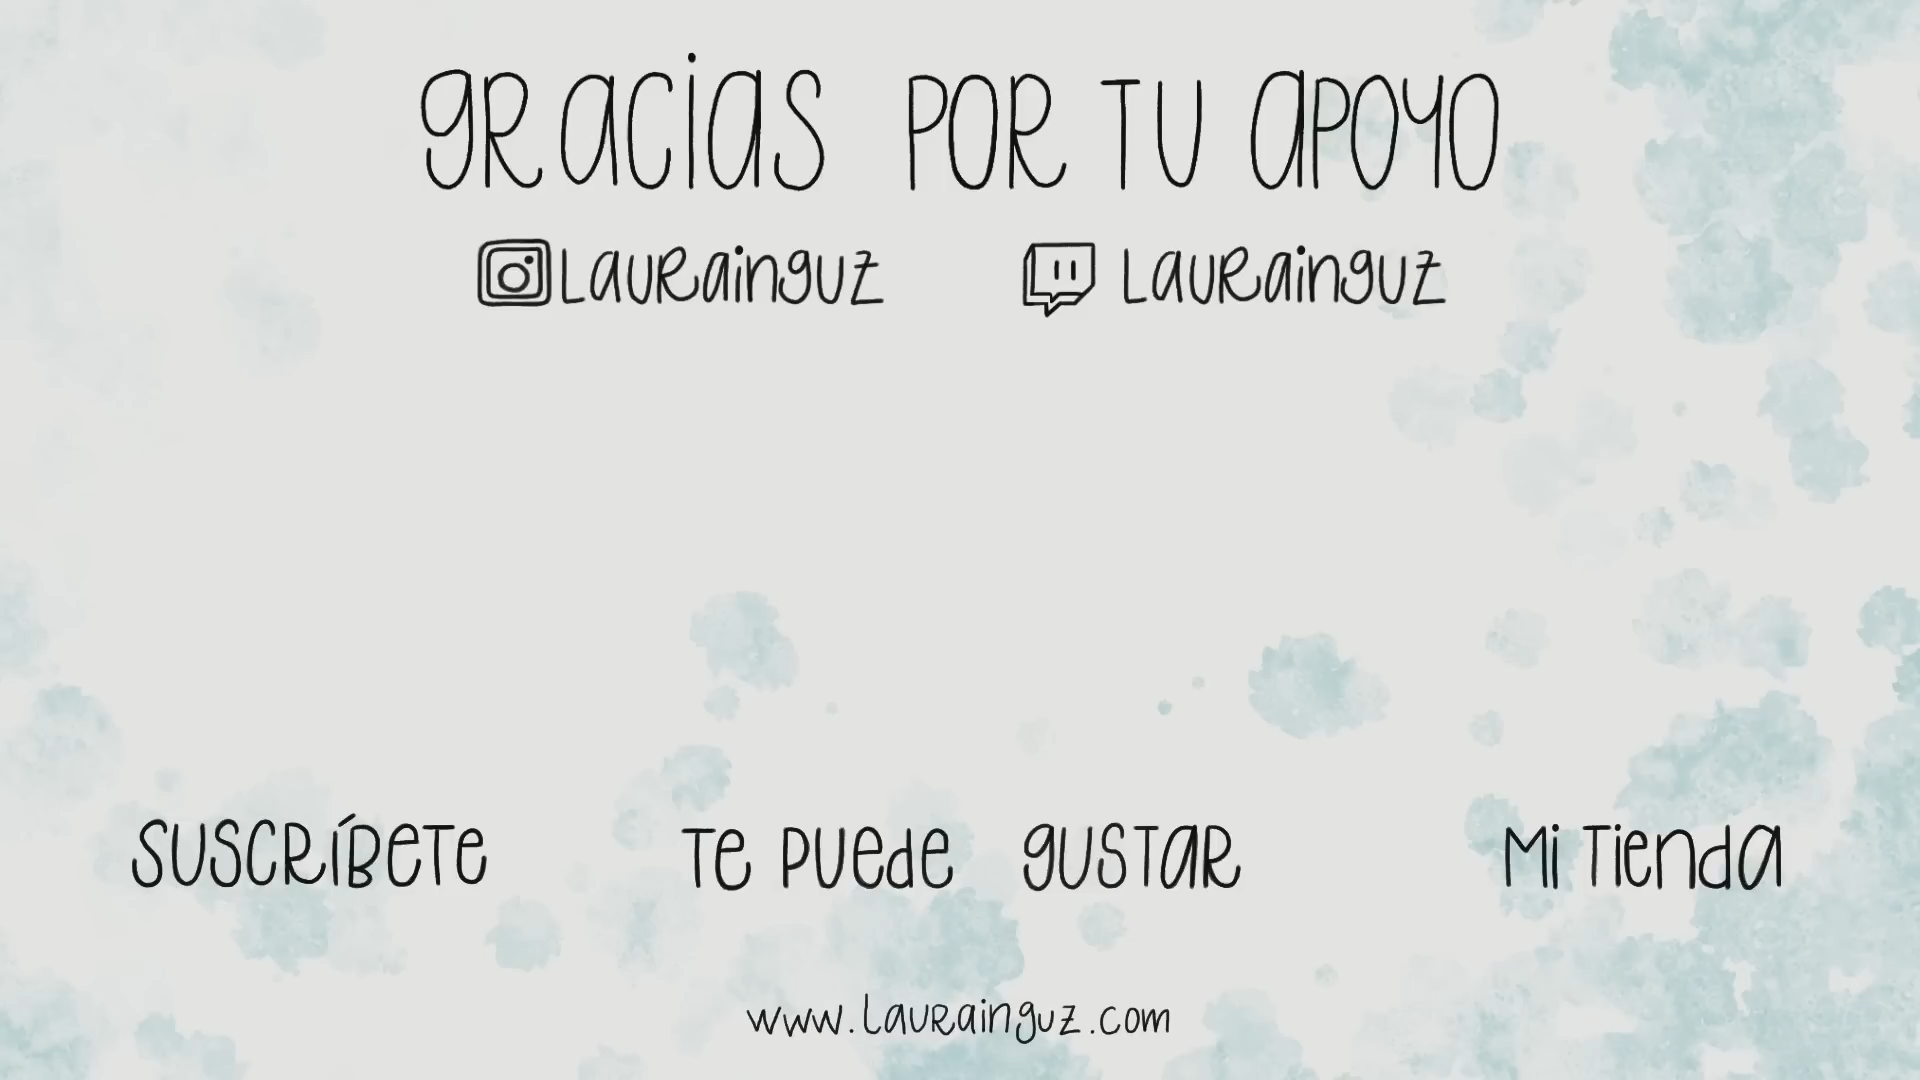 gracias por tu apoyo
Laurainguz Laurainguz
Suscríbete Te puede gustar Mi Tienda
www.Laurainguz.com